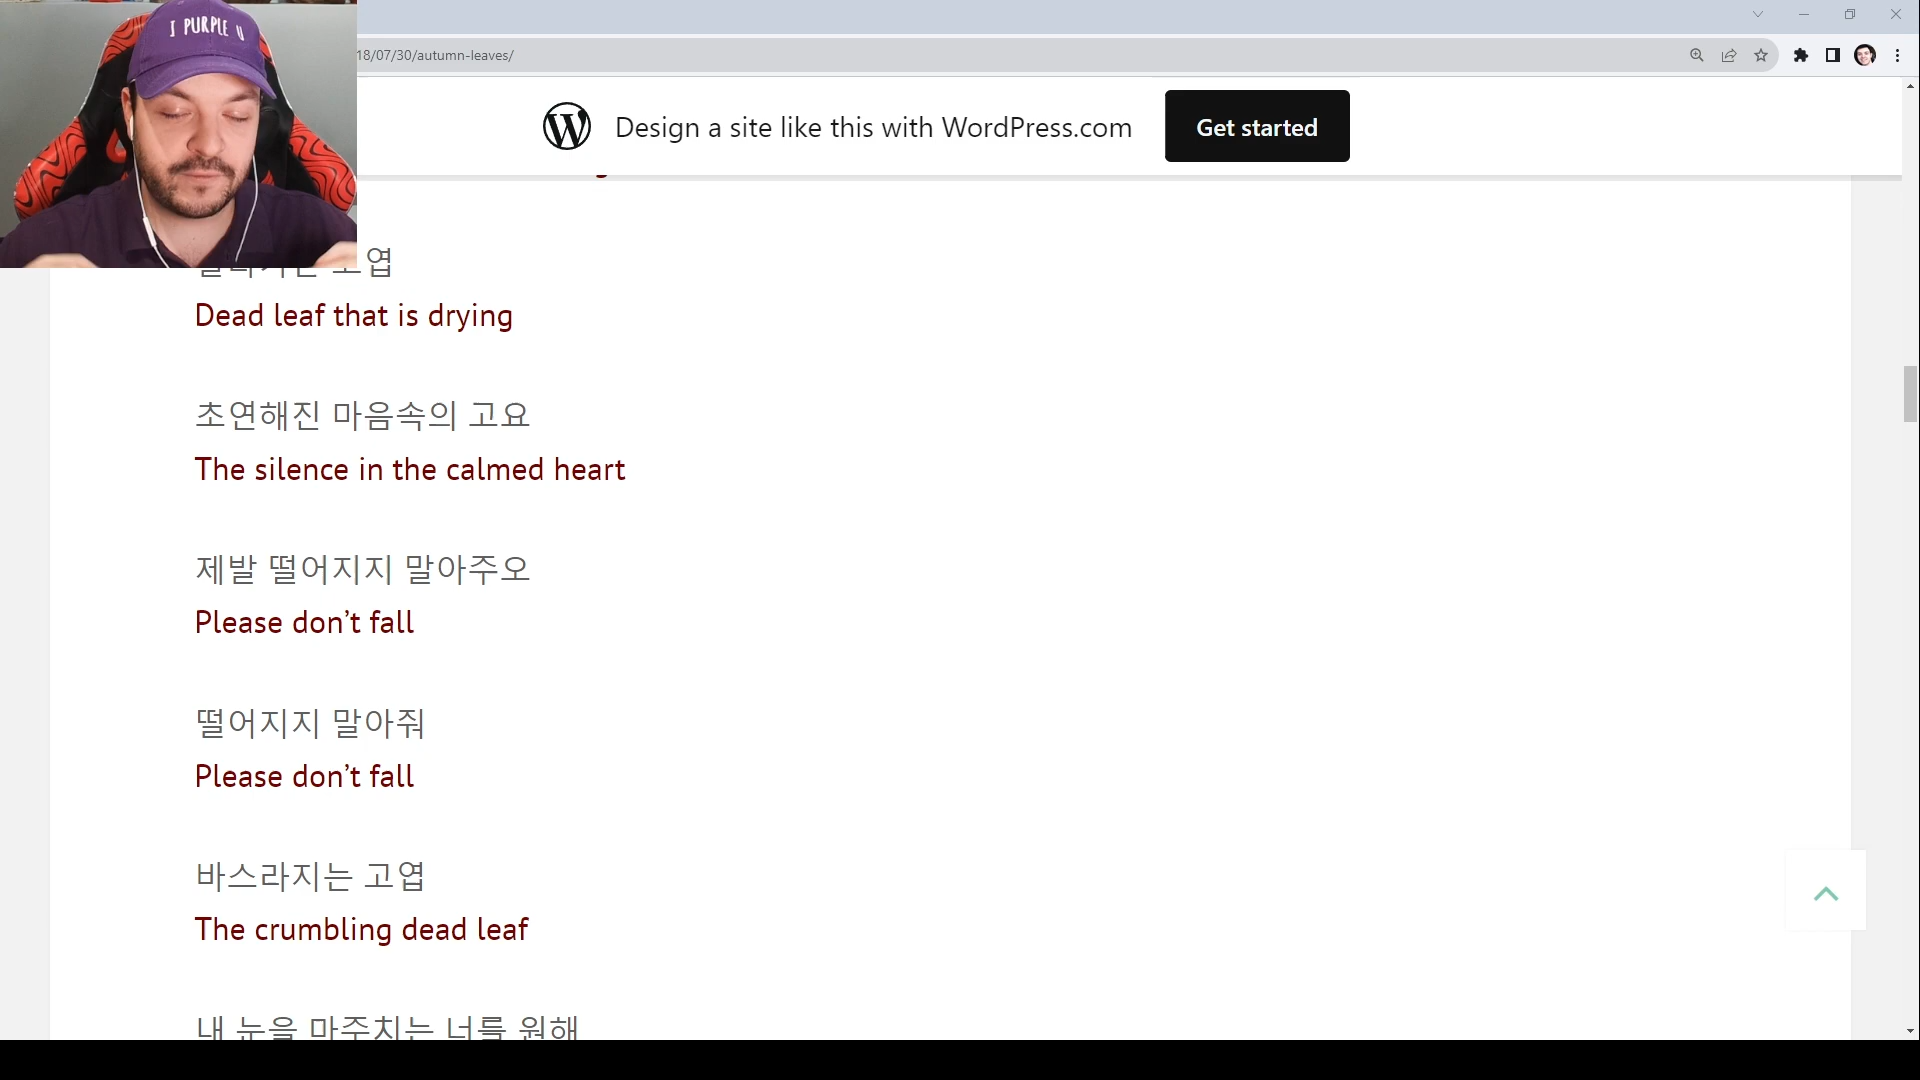 I PURPLE U
18/07/30/autumn-leaves/
Design a site like this with WordPress.com
Get started
고엽
Dead leaf that is drying
초연해진 마음속의 고요
The silence in the calmed heart
제발 떨어지지 말아주오
Please don’t fall
떨어지지 말아줘
Please don’t fall
바스라지는 고엽
The crumbling dead leaf
내 눈을 마주치는 너를 원해